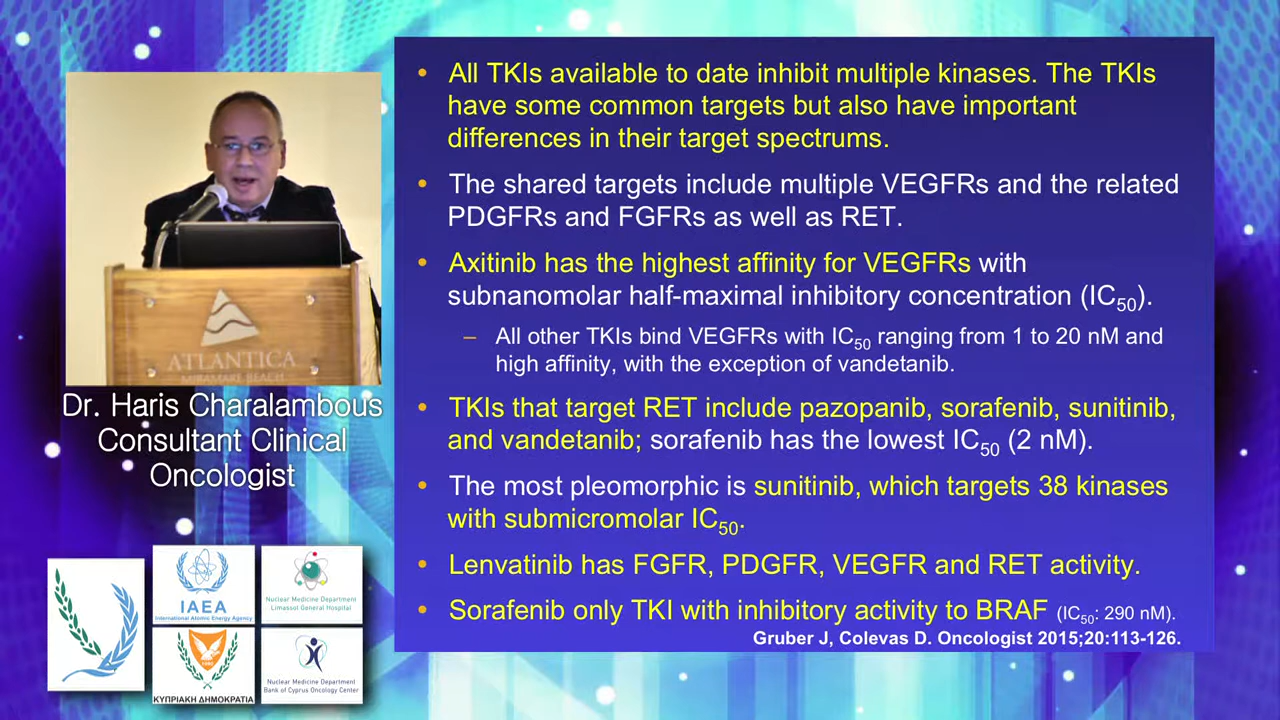 ATLANTICA
MIRAMARE BEACH
Dr. Haris Charalambous
Consultant Clinical
Oncologist
IAEA
International Atomic Energy Agency
Nuclear Medicine Department
Limassol General Hospital
ΚΥΠΡΙΑΚΗ ΔΗΜΟΚΡΑΤΙΑ
Nuclear Medicine Department
Bank of Cyprus Oncology Center
• All TKIs available to date inhibit multiple kinases. The TKIs
have some common targets but also have important
differences in their target spectrums.
• The shared targets include multiple VEGFRs and the related
PDGFRs and FGFRs as well as RET.
• Axitinib has the highest affinity for VEGFRs with
subnanomolar half-maximal inhibitory concentration (IC50).
– All other TKIs bind VEGFRs with IC50 ranging from 1 to 20 nM and
high affinity, with the exception of vandetanib.
• TKIs that target RET include pazopanib, sorafenib, sunitinib,
and vandetanib; sorafenib has the lowest IC50 (2 nM).
• The most pleomorphic is sunitinib, which targets 38 kinases
with submicromolar IC50.
• Lenvatinib has FGFR, PDGFR, VEGFR and RET activity.
• Sorafenib only TKI with inhibitory activity to BRAF (IC50: 290 nM).
Gruber J, Colevas D. Oncologist 2015;20:113-126.